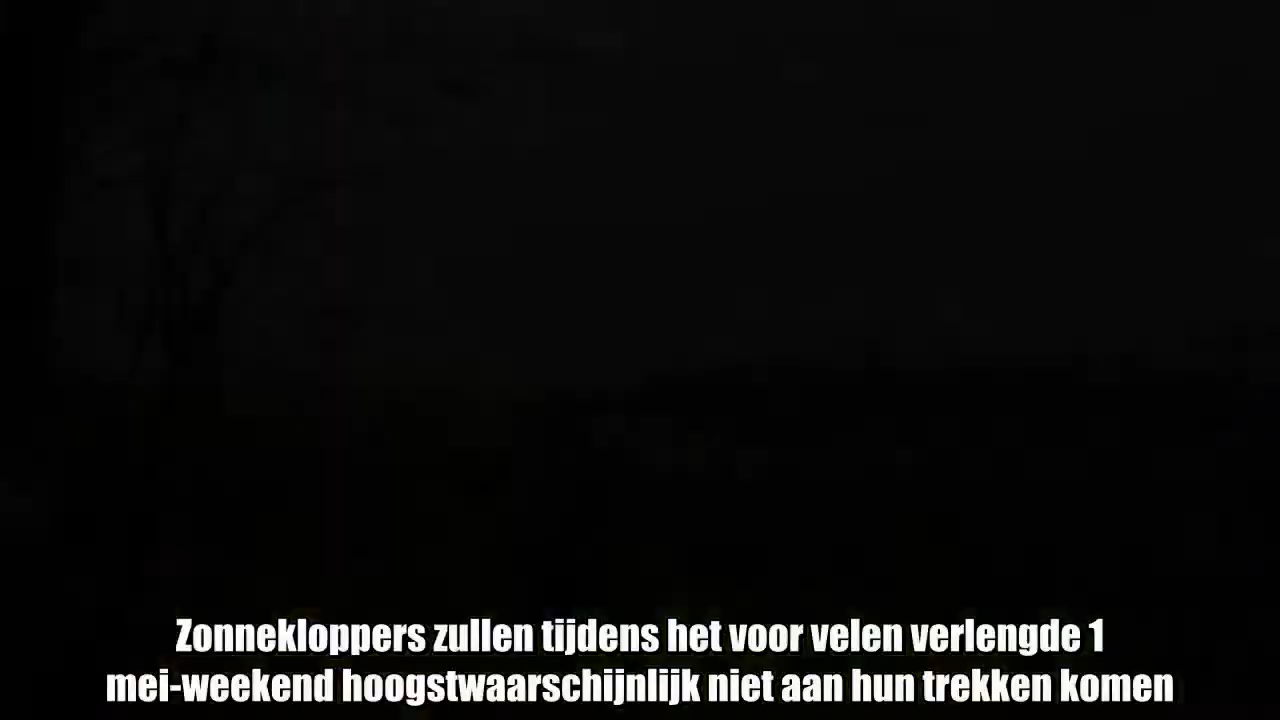 Zonnekloppers zullen tijdens het voor velen verlengde 1
mei-weekend hoogstwaarschijnlijk niet aan hun trekken komen